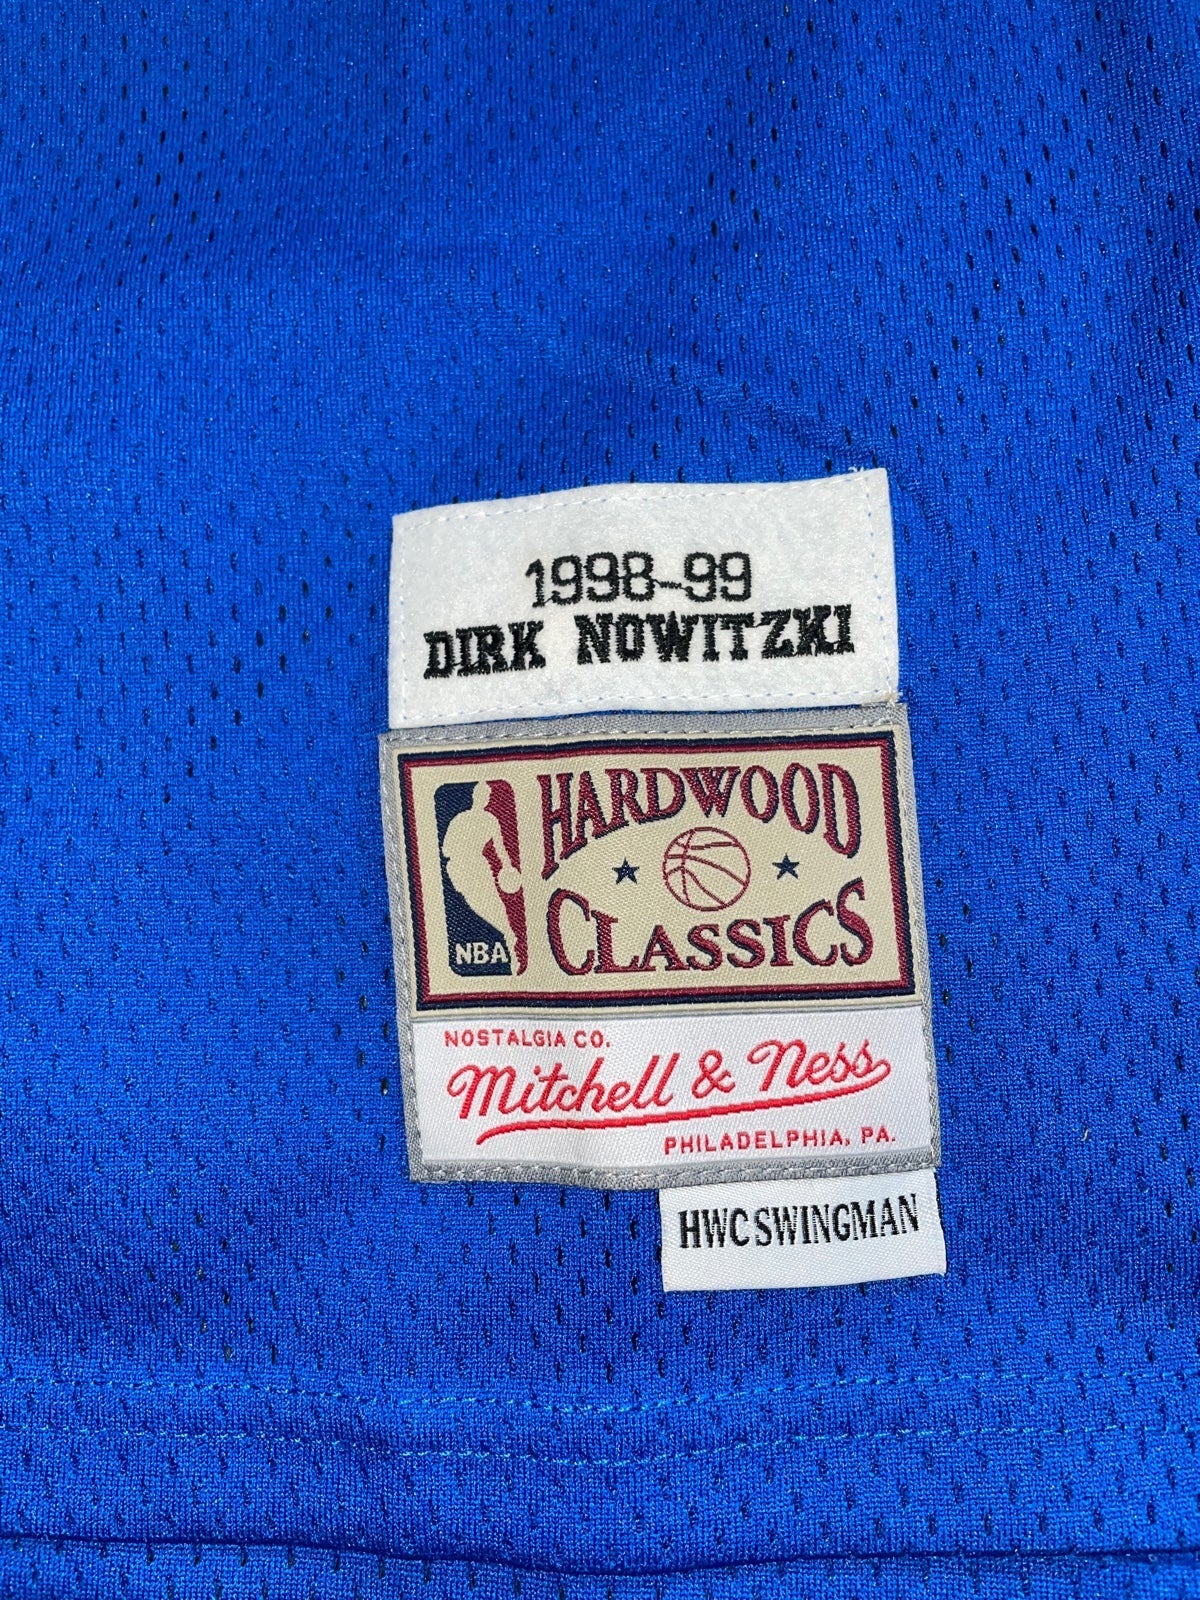 1998-99
DIRK NOWITZKI
HARDWOOD
CLASSICS
NBA
NOSTALGIA CO.
Mitchell & Ness
PHILADELPHIA, PA.
HWC SWINGMAN